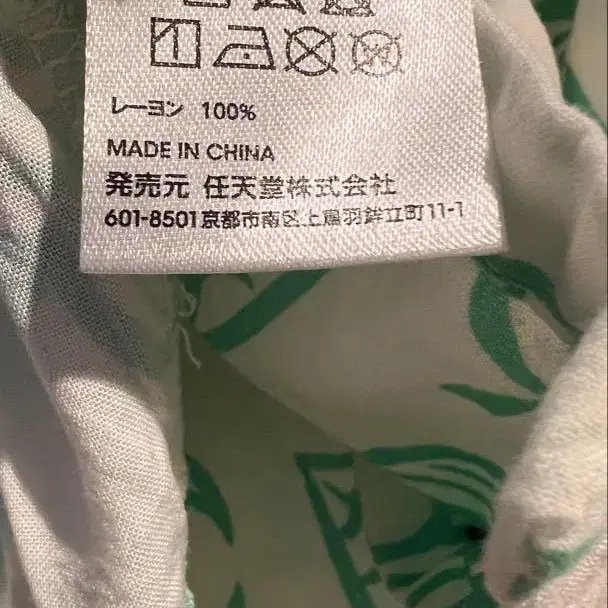 レーヨン 100%
MADE IN CHINA
発売元 任天堂株式会社
601-8501京都市南区上鳥羽鉾立町11-1